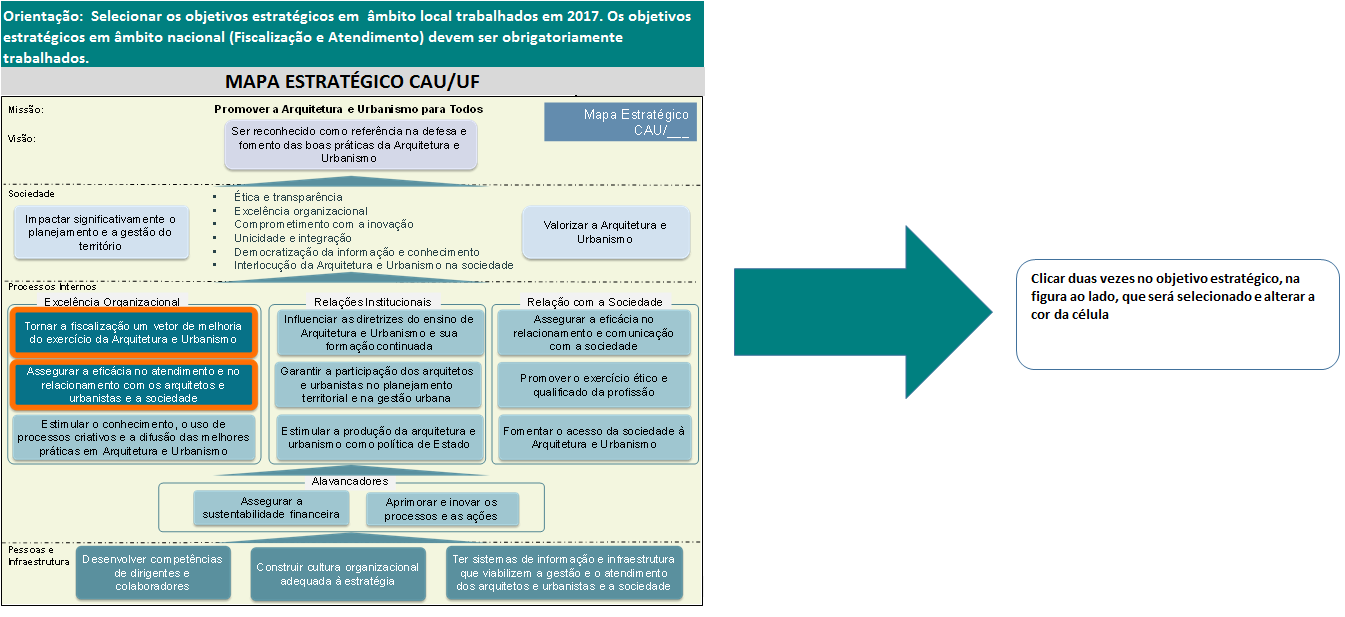 Orientação: Selecionar os objetivos estratégicos em âmbito local trabalhados em 2017. Os objetivos
estratégicos em âmbito nacional (Fiscalização e Atendimento) devem ser obrigatoriamente
trabalhados.
MAPA ESTRATÉGICO CAU/UF
Missão:
Promover a Arquitetura e Urbanismo para Todos
Mapa Estratégico
CAU/___
Visão:
Ser reconhecido como referência na defesa e
fomento das boas práticas da Arquitetura e
Urbanismo
Sociedade
Impactar significativamente o
planejamento e a gestão do
território
• Ética e transparência
• Excelência organizacional
• Comprometimento com a inovação
• Unicidade e integração
• Democratização da informação e conhecimento
• Interlocução da Arquitetura e Urbanismo na sociedade
Valorizar a Arquitetura e
Urbanismo
Processos Internos
Excelência Organizacional
Tornar a fiscalização um vetor de melhoria
do exercício da Arquitetura e Urbanismo
Assegurar a eficácia no atendimento e no
relacionamento com os arquitetos e
urbanistas e a sociedade
Estimular o conhecimento, o uso de
processos criativos e a difusão das melhores
práticas em Arquitetura e Urbanismo
Relações Institucionais
Influenciar as diretrizes do ensino de
Arquitetura e Urbanismo e sua
formação continuada
Garantir a participação dos arquitetos
e urbanistas no planejamento
territorial e na gestão urbana
Estimular a produção da arquitetura e
urbanismo como política de Estado
Relação com a Sociedade
Assegurar a eficácia no
relacionamento e comunicação
com a sociedade
Promover o exercício ético e
qualificado da profissão
Fomentar o acesso da sociedade à
Arquitetura e Urbanismo
Alavancadores
Assegurar a
sustentabilidade financeira
Aprimorar e inovar os
processos e as ações
Pessoas e
Infraestrutura
Desenvolver competências
de dirigentes e
colaboradores
Construir cultura organizacional
adequada à estratégia
Ter sistemas de informação e infraestrutura
que viabilizem a gestão e o atendimento
dos arquitetos e urbanistas e a sociedade
Clicar duas vezes no objetivo estratégico, na
figura ao lado, que será selecionado e alterar a
cor da célula